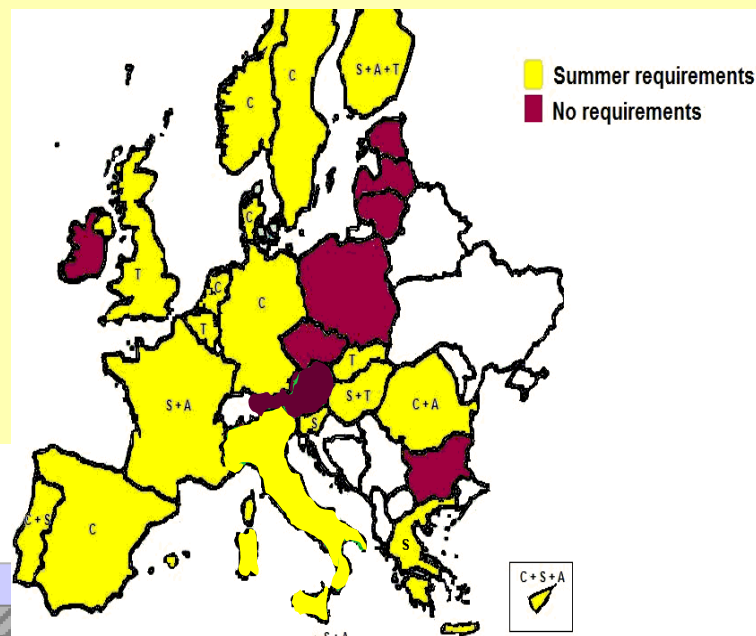 C
C
S+A+T
Summer requirements
No requirements
C
T
C
C
T
T
S+A
S+T
C+A
S
C+S
C
S
C+S+A
S+A